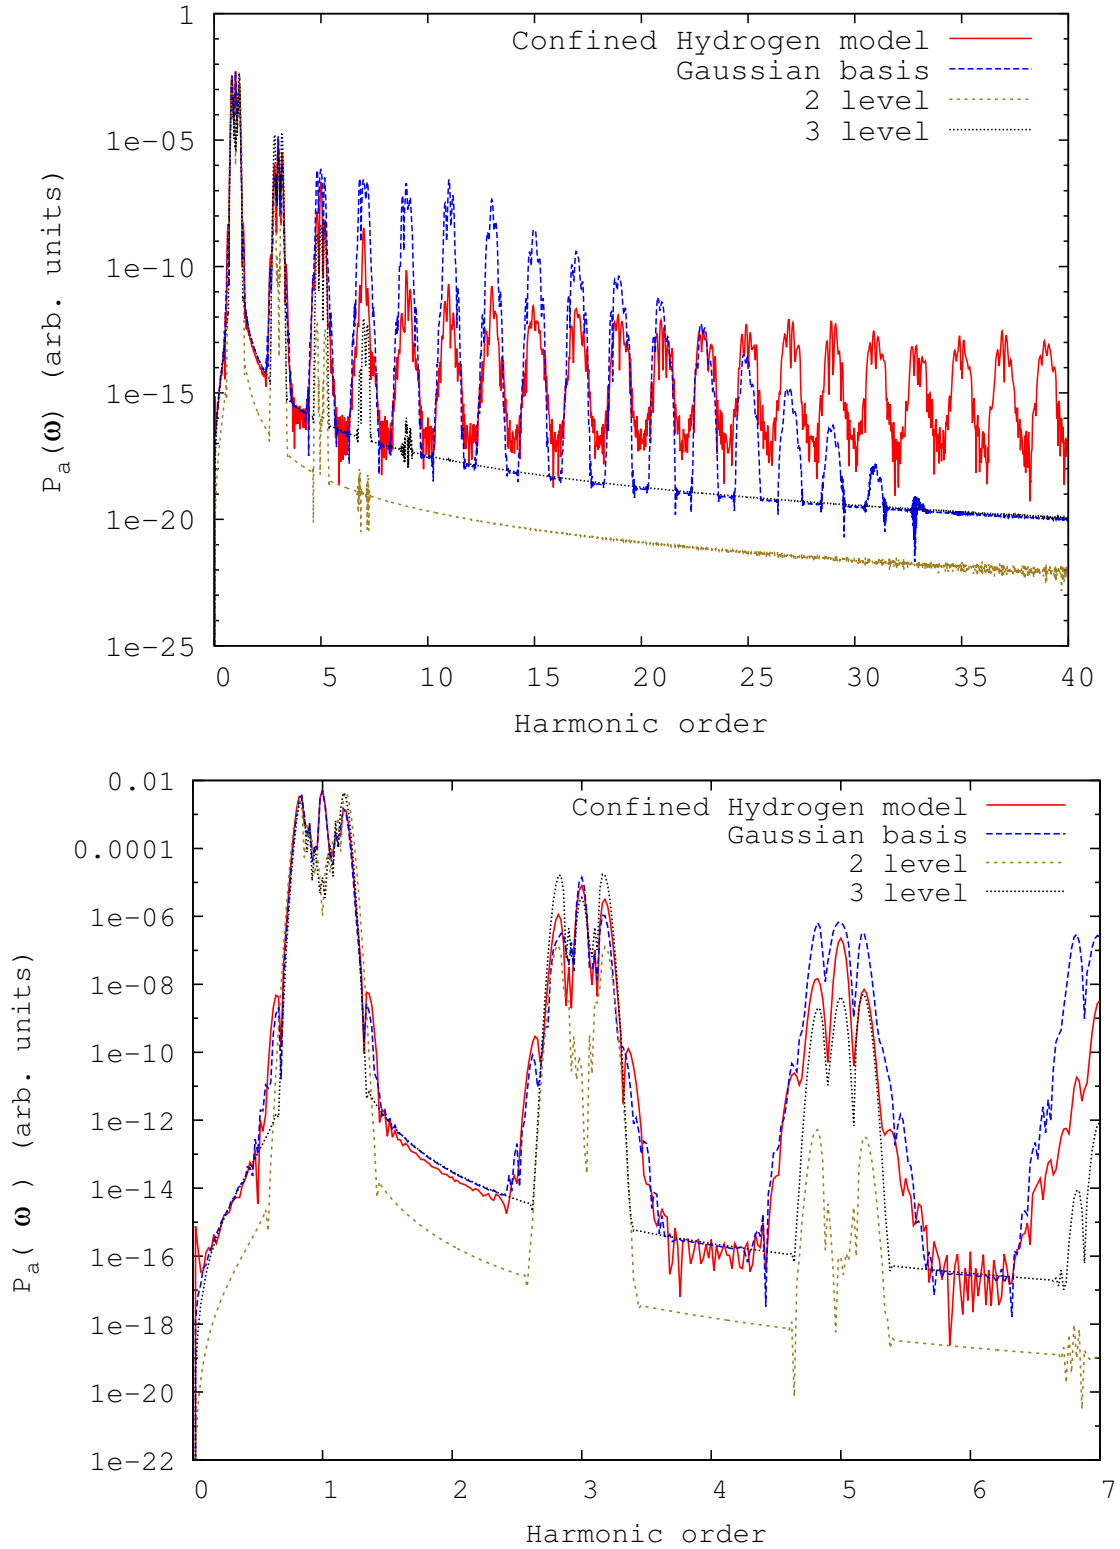 1
1e-05
1e-10
1e-15
1e-20
1e-25
P_a(ω) (arb. units)
Confined Hydrogen model
Gaussian basis
2 level
3 level
0 5 10 15 20 25 30 35 40
Harmonic order
0.01
0.0001
1e-06
1e-08
1e-10
1e-12
1e-14
1e-16
1e-18
1e-20
1e-22
P_a( ω ) (arb. units)
Confined Hydrogen model
Gaussian basis
2 level
3 level
0 1 2 3 4 5 6 7
Harmonic order